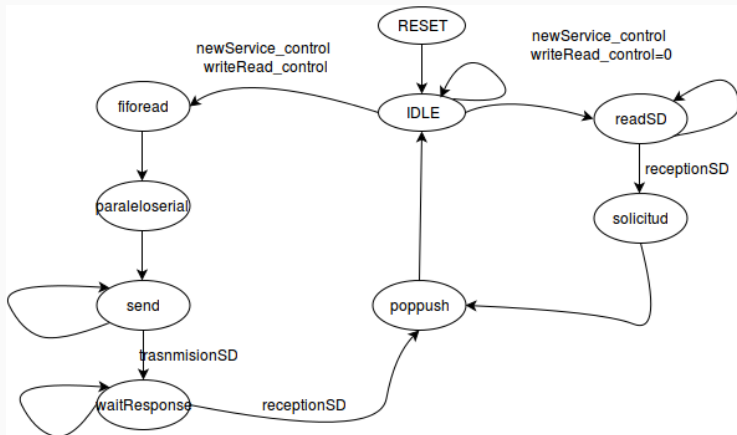 RESET
newService_control
writeRead_control
newService_control
writeRead_control=0
fiforead
IDLE
readSD
receptionSD
paraleloserial
solicitud
send
poppush
trasnmisionSD
waitResponse
receptionSD